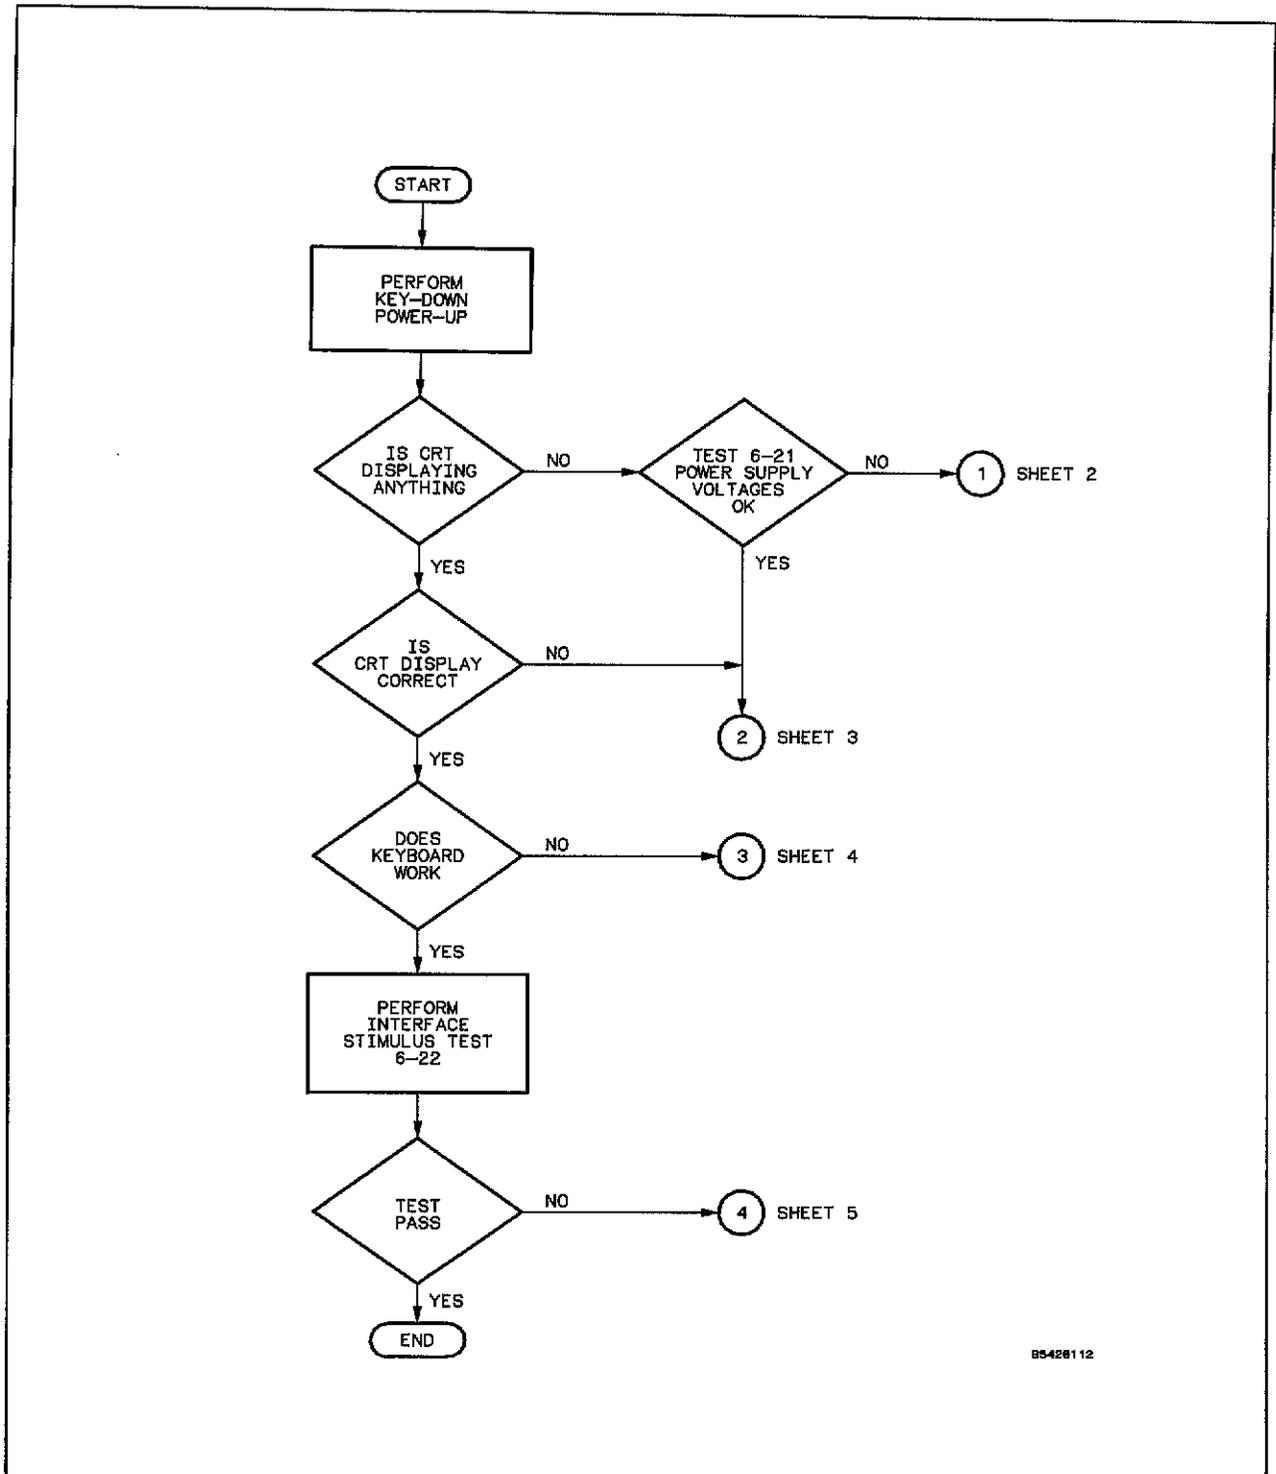 START
PERFORM
KEY-DOWN
POWER-UP
IS CRT
DISPLAYING
ANYTHING
NO
TEST 6-21
POWER SUPPLY
VOLTAGES
OK
NO
1 SHEET 2
YES
YES
IS
CRT DISPLAY
CORRECT
NO
2 SHEET 3
YES
DOES
KEYBOARD
WORK
NO
3 SHEET 4
YES
PERFORM
INTERFACE
STIMULUS TEST
6-22
TEST
PASS
NO
4 SHEET 5
YES
END